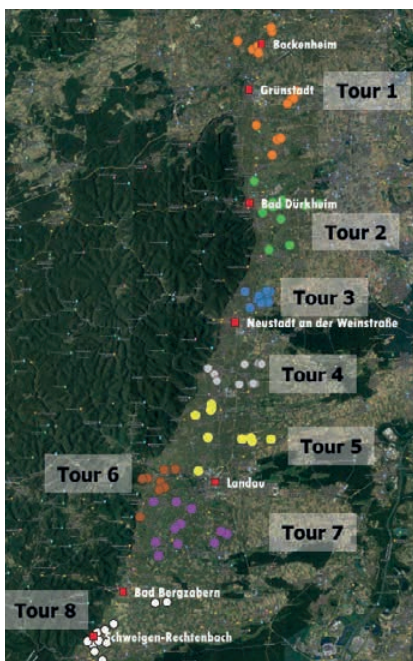 Bockenheim
Grünstadt
Tour 1
Bad Dürkheim
Tour 2
Tour 3
Neustadt an der Weinstraße
Tour 4
Tour 5
Tour 6
Landau
Tour 7
Bad Bergzabern
Tour 8
Schweigen-Rechtenbach